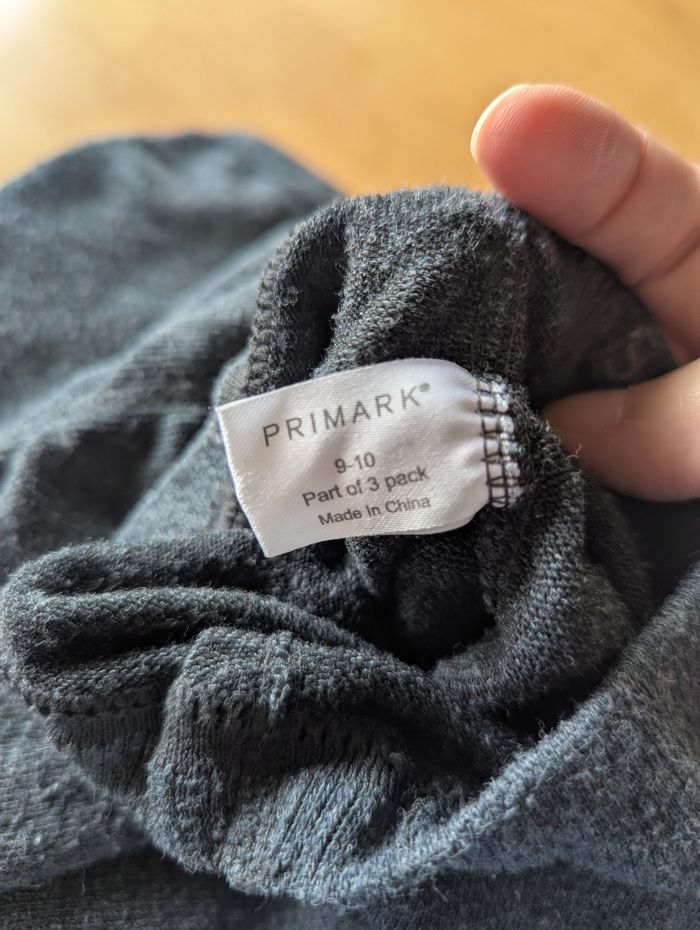 PRIMARK®
9-10
Part of 3 pack
Made In China